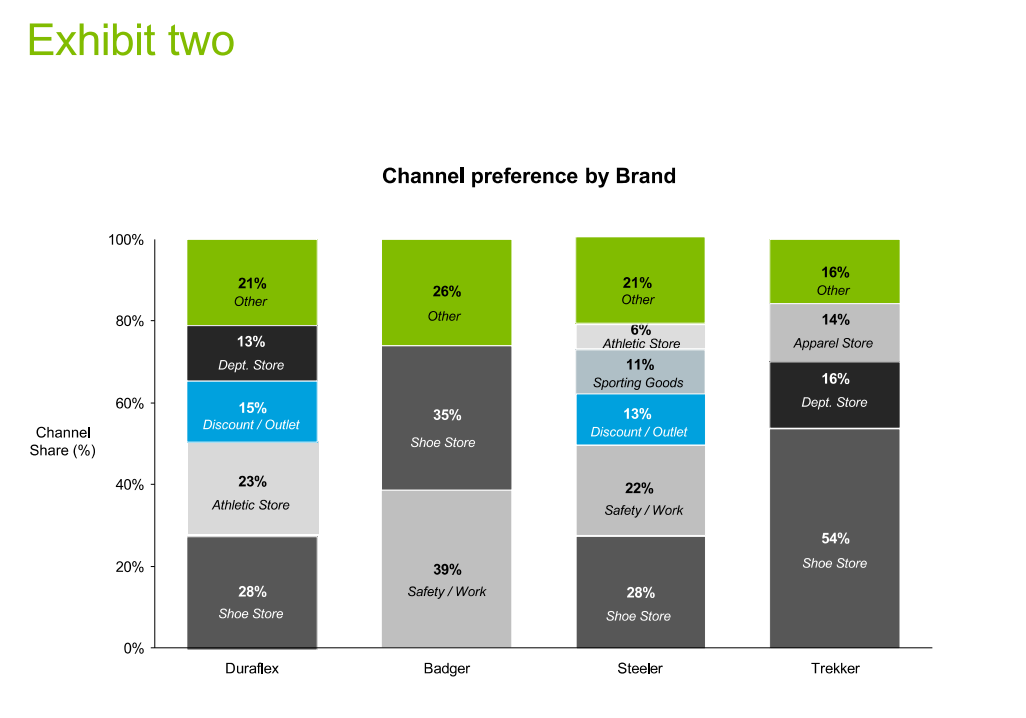 Exhibit two
Channel preference by Brand
Channel
Share (%)
100%
80%
60%
40%
20%
0%
21%
Other
13%
Dept. Store
15%
Discount / Outlet
23%
Athletic Store
28%
Shoe Store
Duraflex
26%
Other
35%
Shoe Store
39%
Safety / Work
Badger
21%
Other
6%
Athletic Store
11%
Sporting Goods
13%
Discount / Outlet
22%
Safety / Work
28%
Shoe Store
Steeler
16%
Other
14%
Apparel Store
16%
Dept. Store
54%
Shoe Store
Trekker